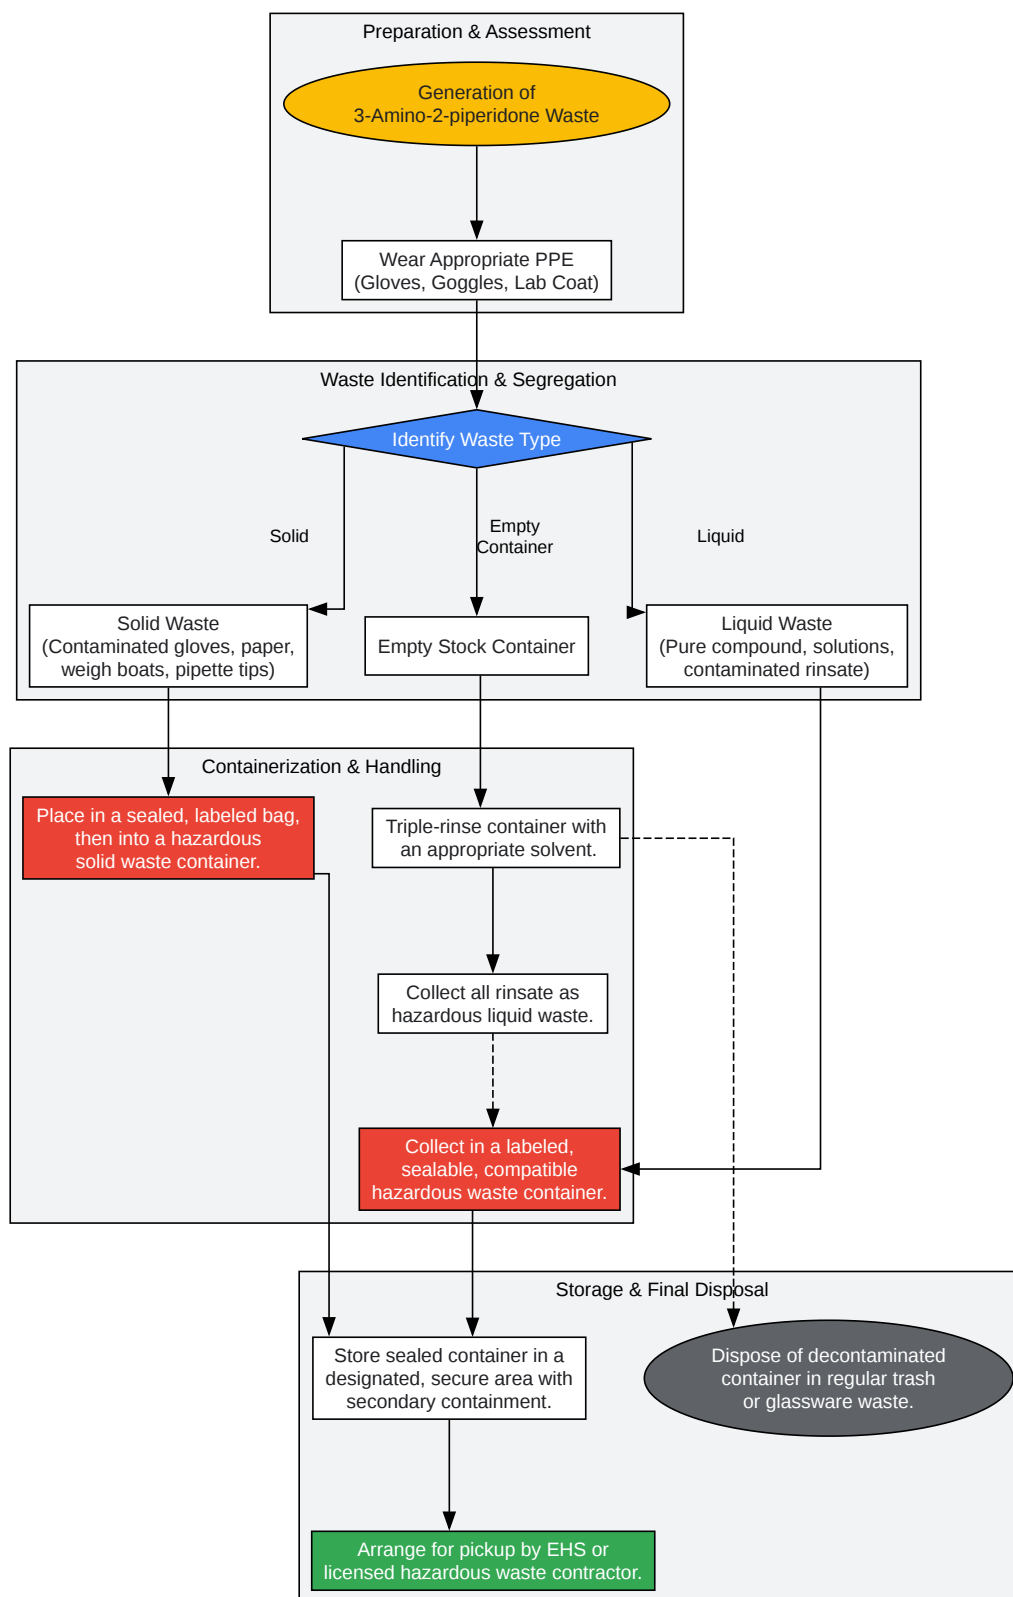 Preparation & Assessment
Generation of
3-Amino-2-piperidone Waste
Wear Appropriate PPE
(Gloves, Goggles, Lab Coat)
Waste Identification & Segregation
Identify Waste Type
Solid
Empty
Container
Liquid
Solid Waste
(Contaminated gloves, paper,
weigh boats, pipette tips)
Empty Stock Container
Liquid Waste
(Pure compound, solutions,
contaminated rinsate)
Containerization & Handling
Place in a sealed, labeled bag,
then into a hazardous
solid waste container.
Triple-rinse container with
an appropriate solvent.
Collect all rinsate as
hazardous liquid waste.
Collect in a labeled,
sealable, compatible
hazardous waste container.
Storage & Final Disposal
Store sealed container in a
designated, secure area with
secondary containment.
Dispose of decontaminated
container in regular trash
or glassware waste.
Arrange for pickup by EHS or
licensed hazardous waste contractor.